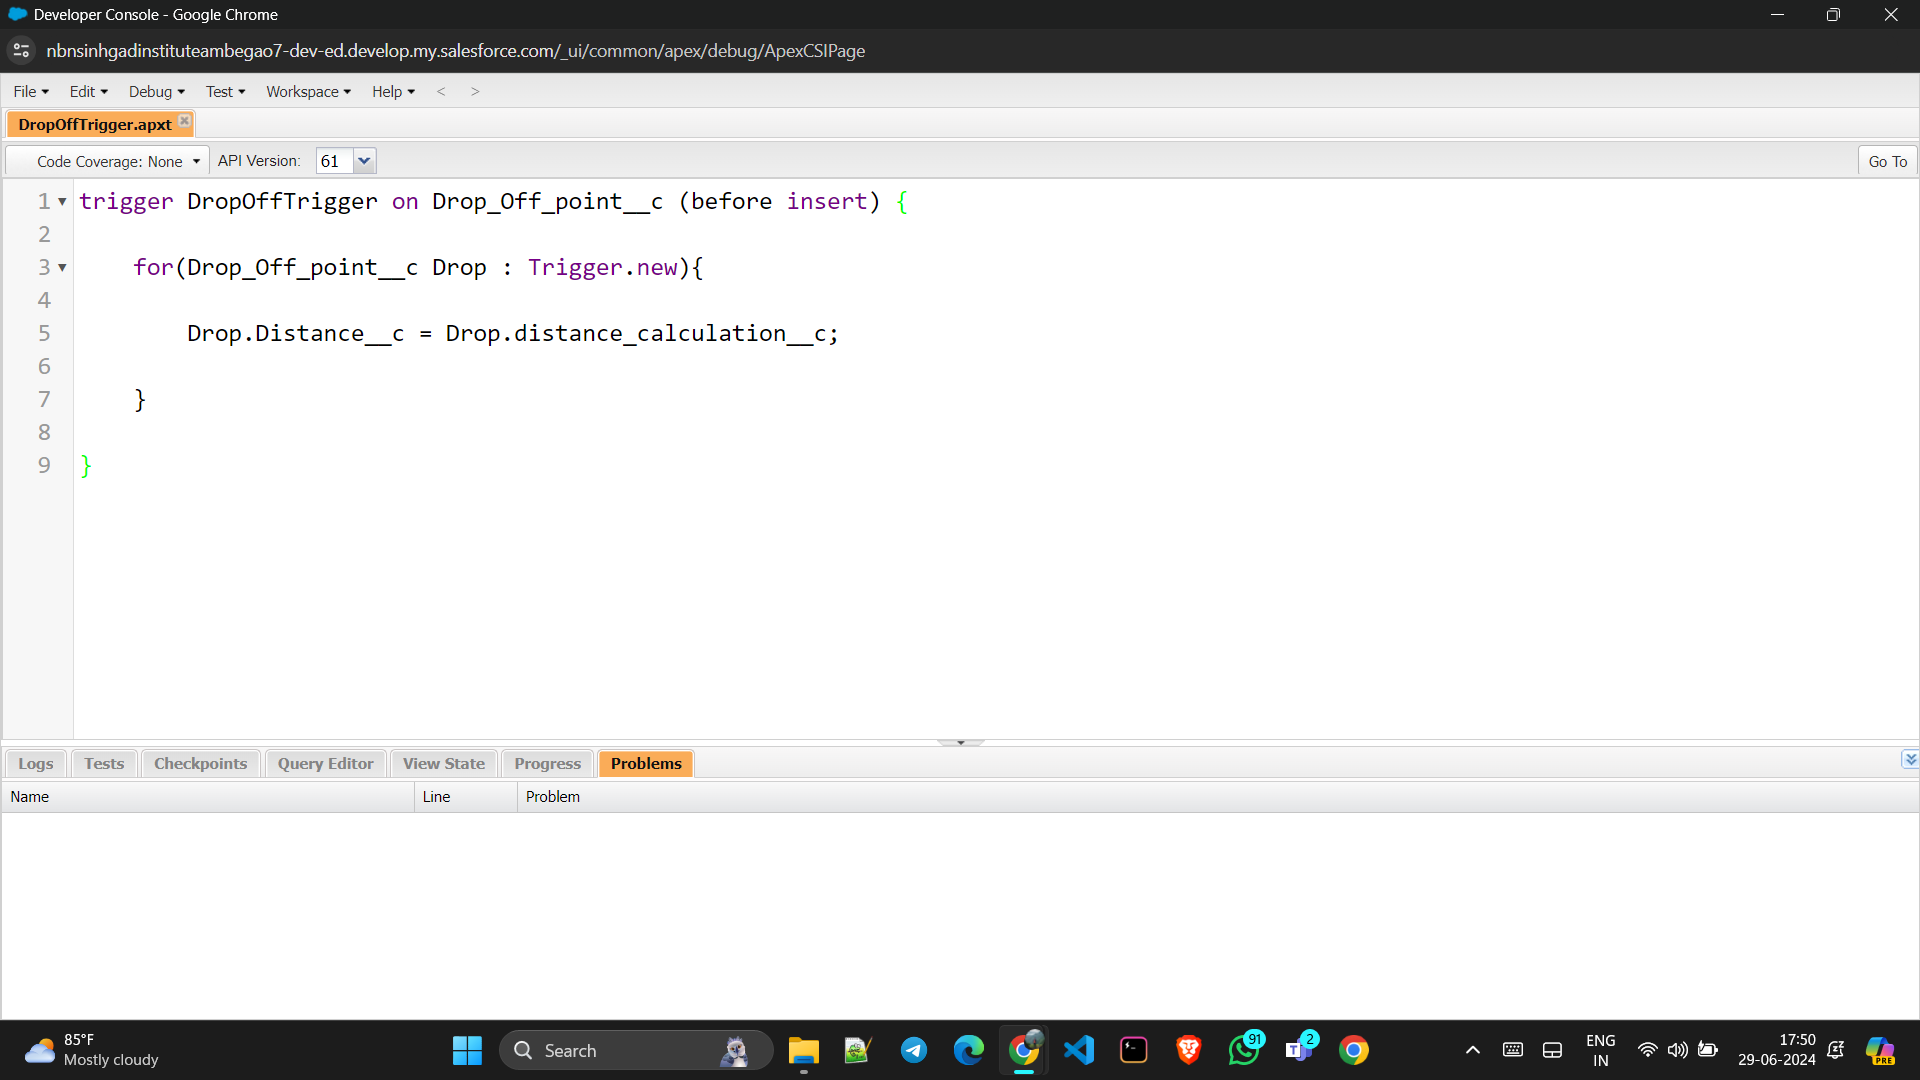 Developer Console - Google Chrome
nbnsinhgadinstituteambegao7-dev-ed.develop.my.salesforce.com/_ui/common/apex/debug/ApexCSIPage
File Edit Debug Test Workspace Help < >
DropOffTrigger.apxt
Code Coverage: None API Version: 61 Go To
1 trigger DropOffTrigger on Drop_Off_point__c (before insert) {
2
3 for(Drop_Off_point__c Drop : Trigger.new){
4
5 Drop.Distance__c = Drop.distance_calculation__c;
6
7 }
8
9 }
Logs Tests Checkpoints Query Editor View State Progress Problems
Name Line Problem
85°F
Mostly cloudy
Search
91
2
ENG
IN
17:50
29-06-2024
PRE